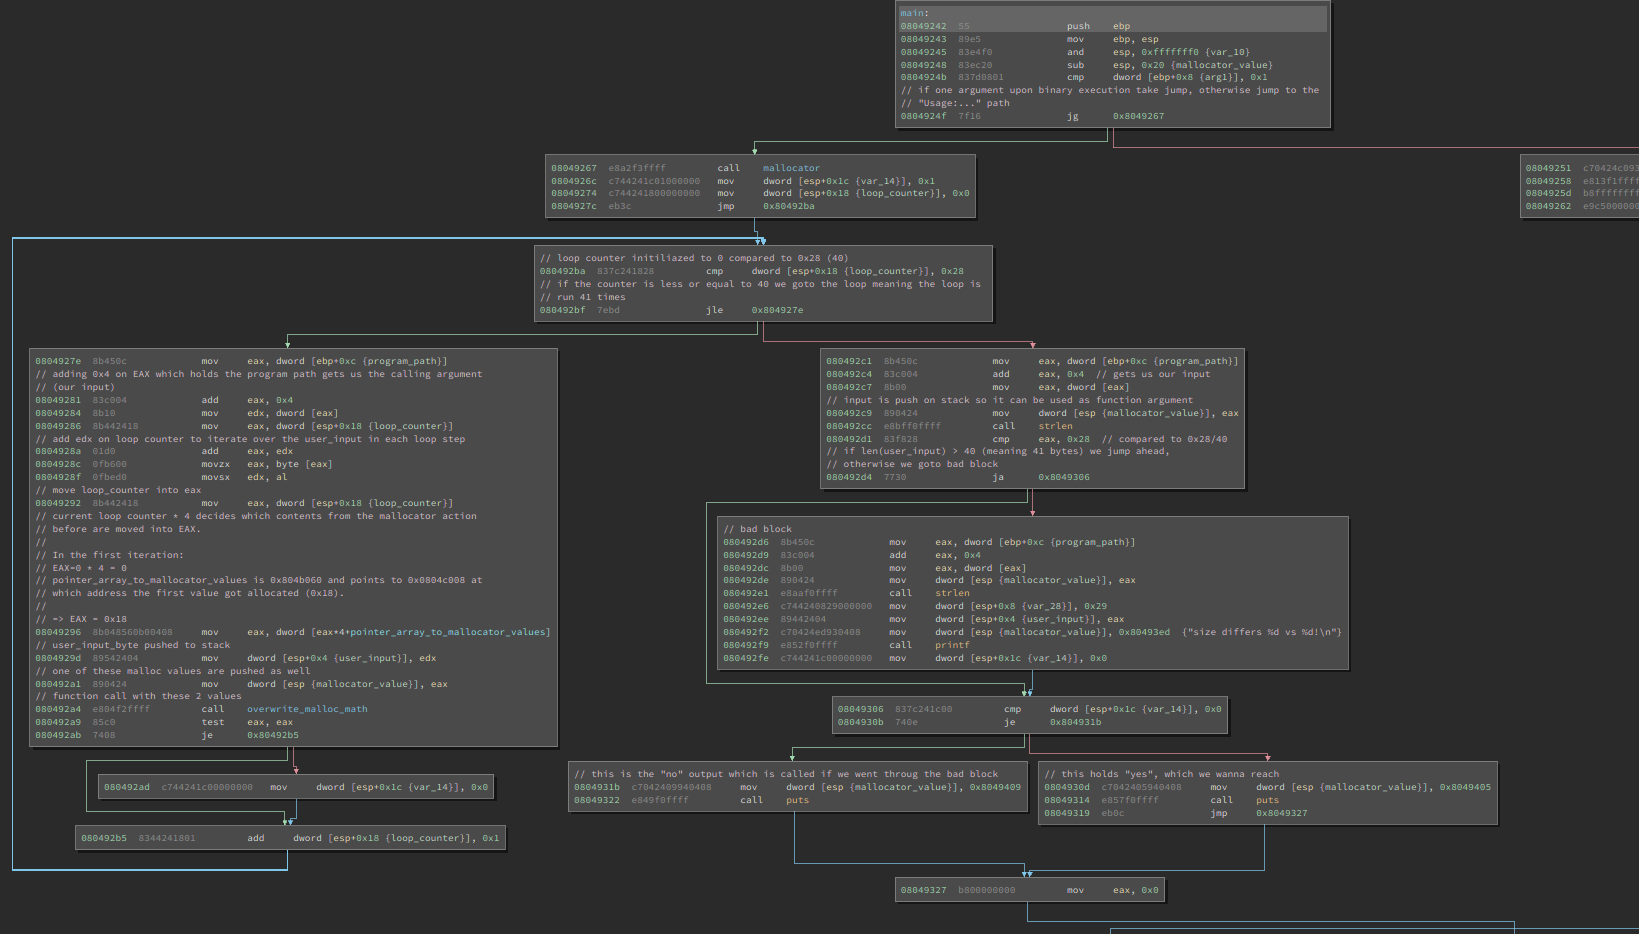 main:
08049242 55 push ebp
08049243 89e5 mov ebp, esp
08049245 83e4f0 and esp, 0xfffffff0 {var_10}
08049248 83ec20 sub esp, 0x20 {mallocator_value}
0804924b 837d0801 cmp dword [ebp+0x8 {arg1}], 0x1
// if one argument upon binary execution take jump, otherwise jump to the
// "Usage:..." path
0804924f 7f16 jg 0x8049267
08049267 e8a2f3ffff call mallocator
0804926c c744241c01000000 mov dword [esp+0x1c {var_14}], 0x1
08049274 c744241800000000 mov dword [esp+0x18 {loop_counter}], 0x0
0804927c eb3c jmp 0x80492ba
08049251 c70424c093
08049258 e813f1ffff
0804925d b8ffffffff
08049262 e9c5000000
// loop counter initiliazed to 0 compared to 0x28 (40)
080492ba 837c241828 cmp dword [esp+0x18 {loop_counter}], 0x28
// if the counter is less or equal to 40 we goto the loop meaning the loop is
// run 41 times
080492bf 7ebd jle 0x804927e
0804927e 8b450c mov eax, dword [ebp+0xc {program_path}]
// adding 0x4 on EAX which holds the program path gets us the calling argument
// (our input)
08049281 83c004 add eax, 0x4
08049284 8b10 mov edx, dword [eax]
08049286 8b442418 mov eax, dword [esp+0x18 {loop_counter}]
// add edx on loop counter to iterate over the user_input in each loop step
0804928a 01d0 add eax, edx
0804928c 0fb600 movzx eax, byte [eax]
0804928f 0fbed0 movsx edx, al
// move loop_counter into eax
08049292 8b442418 mov eax, dword [esp+0x18 {loop_counter}]
// current loop counter * 4 decides which contents from the mallocator action
// before are moved into EAX.
//
// In the first iteration:
// EAX=0 * 4 = 0
// pointer_array_to_mallocator_values is 0x804b060 and points to 0x0804c008 at
// which address the first value got allocated (0x18).
//
// => EAX = 0x18
08049296 8b048560b00408 mov eax, dword [eax*4+pointer_array_to_mallocator_values]
// user_input_byte pushed to stack
0804929d 89542404 mov dword [esp+0x4 {user_input}], edx
// one of these malloc values are pushed as well
080492a1 890424 mov dword [esp {mallocator_value}], eax
// function call with these 2 values
080492a4 e804f2ffff call overwrite_malloc_math
080492a9 85c0 test eax, eax
080492ab 7408 je 0x80492b5
080492ad c744241c00000000 mov dword [esp+0x1c {var_14}], 0x0
080492b5 8344241801 add dword [esp+0x18 {loop_counter}], 0x1
080492c1 8b450c mov eax, dword [ebp+0xc {program_path}]
080492c4 83c004 add eax, 0x4 // gets us our input
080492c7 8b00 mov eax, dword [eax]
// input is push on stack so it can be used as function argument
080492c9 890424 mov dword [esp {mallocator_value}], eax
080492cc e8bff0ffff call strlen
080492d1 83f828 cmp eax, 0x28 // compared to 0x28/40
// if len(user_input) > 40 (meaning 41 bytes) we jump ahead,
// otherwise we goto bad block
080492d4 7730 ja 0x8049306
// bad block
080492d6 8b450c mov eax, dword [ebp+0xc {program_path}]
080492d9 83c004 add eax, 0x4
080492dc 8b00 mov eax, dword [eax]
080492de 890424 mov dword [esp {mallocator_value}], eax
080492e1 e8aaf0ffff call strlen
080492e6 c744240829000000 mov dword [esp+0x8 {var_28}], 0x29
080492ee 89442404 mov dword [esp+0x4 {user_input}], eax
080492f2 c70424ed930408 mov dword [esp {mallocator_value}], 0x80493ed {"size differs %d vs %d!\n"}
080492f9 e852f0ffff call printf
080492fe c744241c00000000 mov dword [esp+0x1c {var_14}], 0x0
08049306 837c241c00 cmp dword [esp+0x1c {var_14}], 0x0
0804930b 740e je 0x804931b
// this is the "no" output which is called if we went throug the bad block
0804931b c7042409940408 mov dword [esp {mallocator_value}], 0x8049409
08049322 e849f0ffff call puts
// this holds "yes", which we wanna reach
0804930d c7042405940408 mov dword [esp {mallocator_value}], 0x8049405
08049314 e857f0ffff call puts
08049319 eb0c jmp 0x8049327
08049327 b800000000 mov eax, 0x0